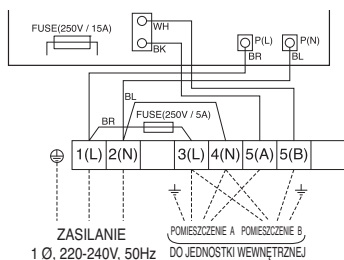 FUSE(250V / 15A)
WH
BK
P(L)
P(N)
BR
BL
BL
BR
FUSE(250V / 5A)
1(L) 2(N) 3(L) 4(N) 5(A) 5(B)
POMIESZCZENIE A POMIESZCZENIE B
ZASILANIE
1 Ø, 220-240V, 50Hz
DO JEDNOSTKI WEWNĘTRZNEJ